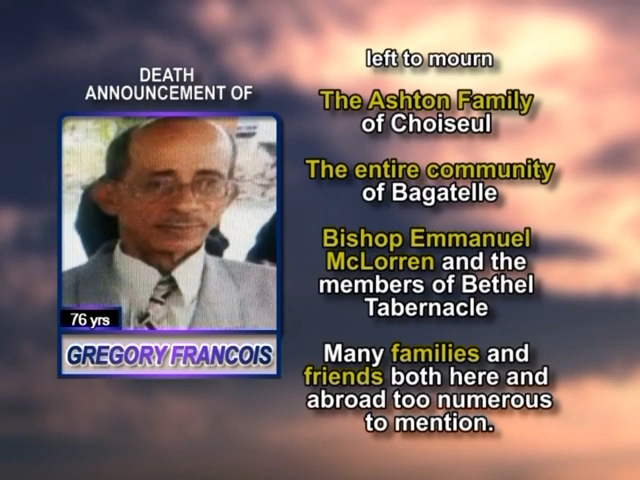 DEATH
ANNOUNCEMENT OF
76 yrs
GREGORY FRANCOIS
left to mourn
The Ashton Family
of Choiseul
The entire community
of Bagatelle
Bishop Emmanuel
McLorren and the
members of Bethel
Tabernacle
Many families and
friends both here and
abroad too numerous
to mention.